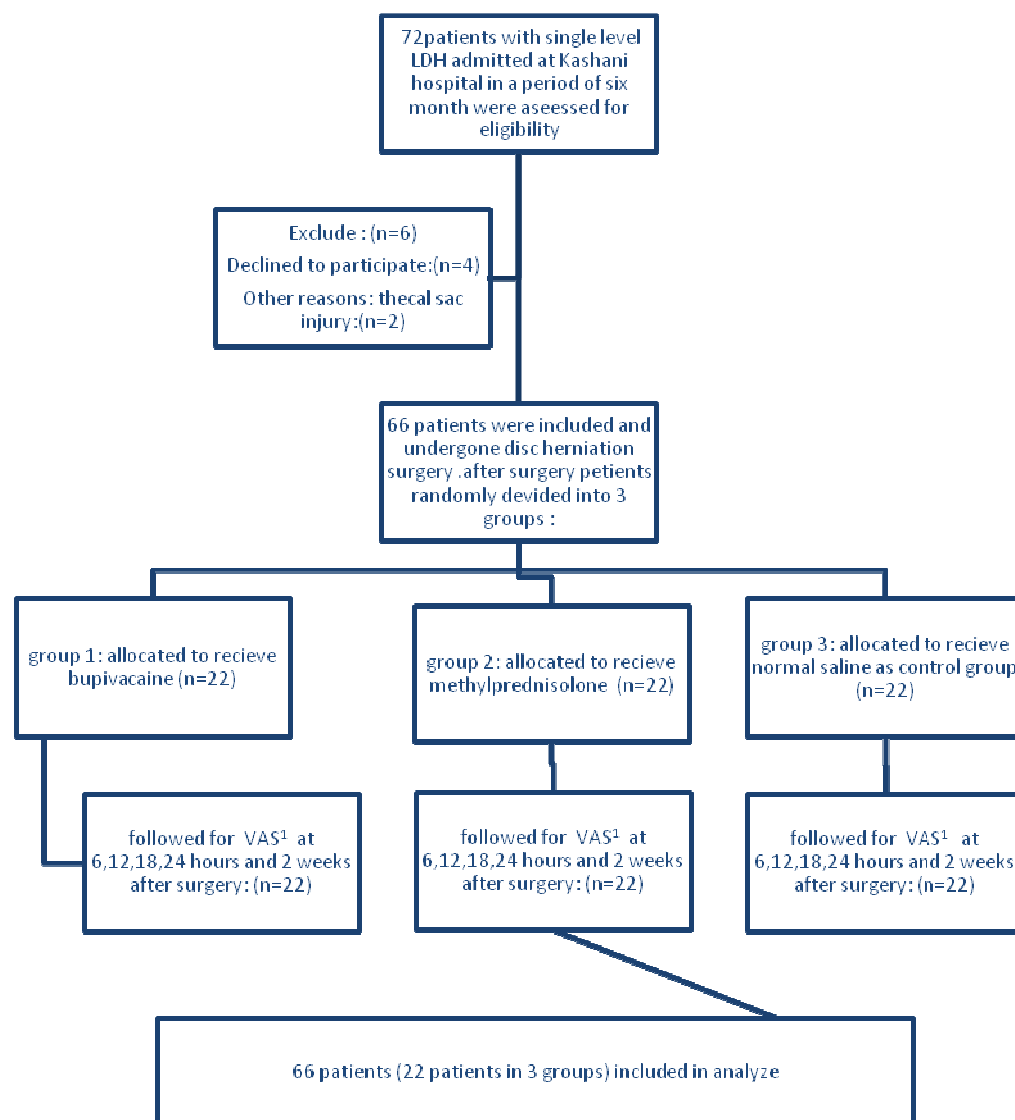 72patients with single level
LDH admitted at Kashani
hospital in a period of six
month were aseessed for
eligibility
Exclude : (n=6)
Declined to participate:(n=4)
Other reasons: thecal sac
injury:(n=2)
66 patients were included and
undergone disc herniation
surgery .after surgery petients
randomly devided into 3
groups :
group 1: allocated to recieve
bupivacaine (n=22)
group 2: allocated to recieve
methylprednisolone (n=22)
group 3: allocated to recieve
normal saline as control group
(n=22)
followed for VAS¹ at
6,12,18,24 hours and 2 weeks
after surgery: (n=22)
followed for VAS¹ at
6,12,18,24 hours and 2 weeks
after surgery: (n=22)
followed for VAS¹ at
6,12,18,24 hours and 2 weeks
after surgery: (n=22)
66 patients (22 patients in 3 groups) included in analyze